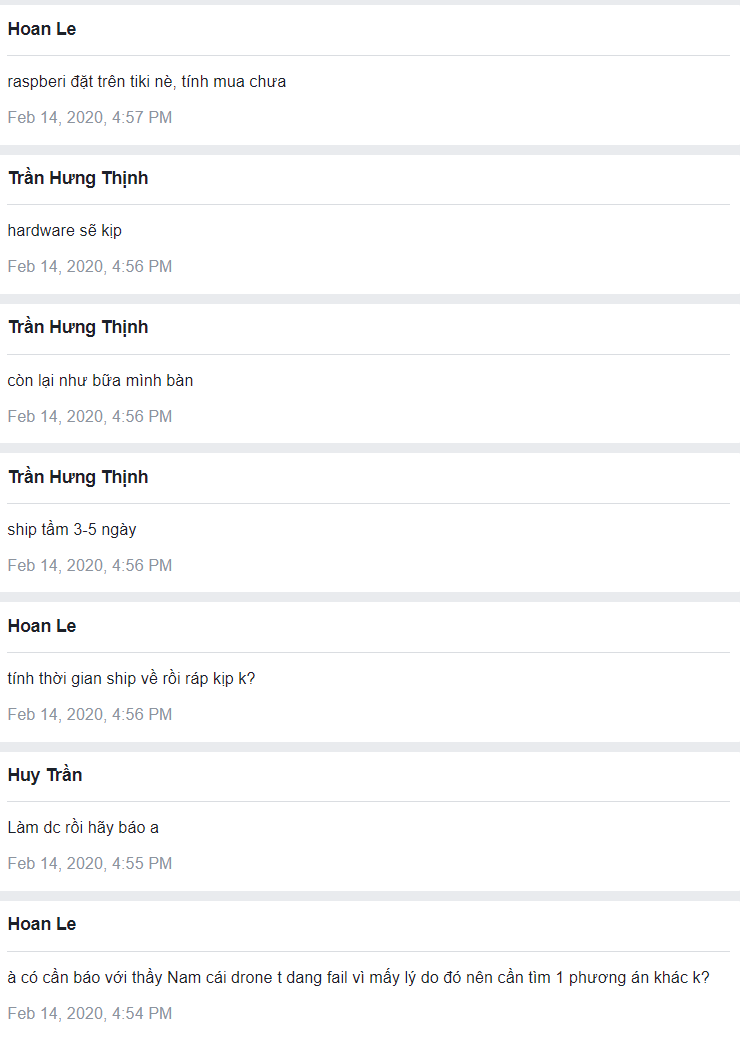 Hoan Le
raspberi đặt trên tiki nè, tính mua chưa
Feb 14, 2020, 4:57 PM
Trần Hưng Thịnh
hardware sẽ kịp
Feb 14, 2020, 4:56 PM
Trần Hưng Thịnh
còn lại như bữa mình bàn
Feb 14, 2020, 4:56 PM
Trần Hưng Thịnh
ship tầm 3-5 ngày
Feb 14, 2020, 4:56 PM
Hoan Le
tính thời gian ship về rồi ráp kịp k?
Feb 14, 2020, 4:56 PM
Huy Trần
Làm dc rồi hãy báo a
Feb 14, 2020, 4:55 PM
Hoan Le
à có cần báo với thầy Nam cái drone t dang fail vì mấy lý do đó nên cần tìm 1 phương án khác k?
Feb 14, 2020, 4:54 PM